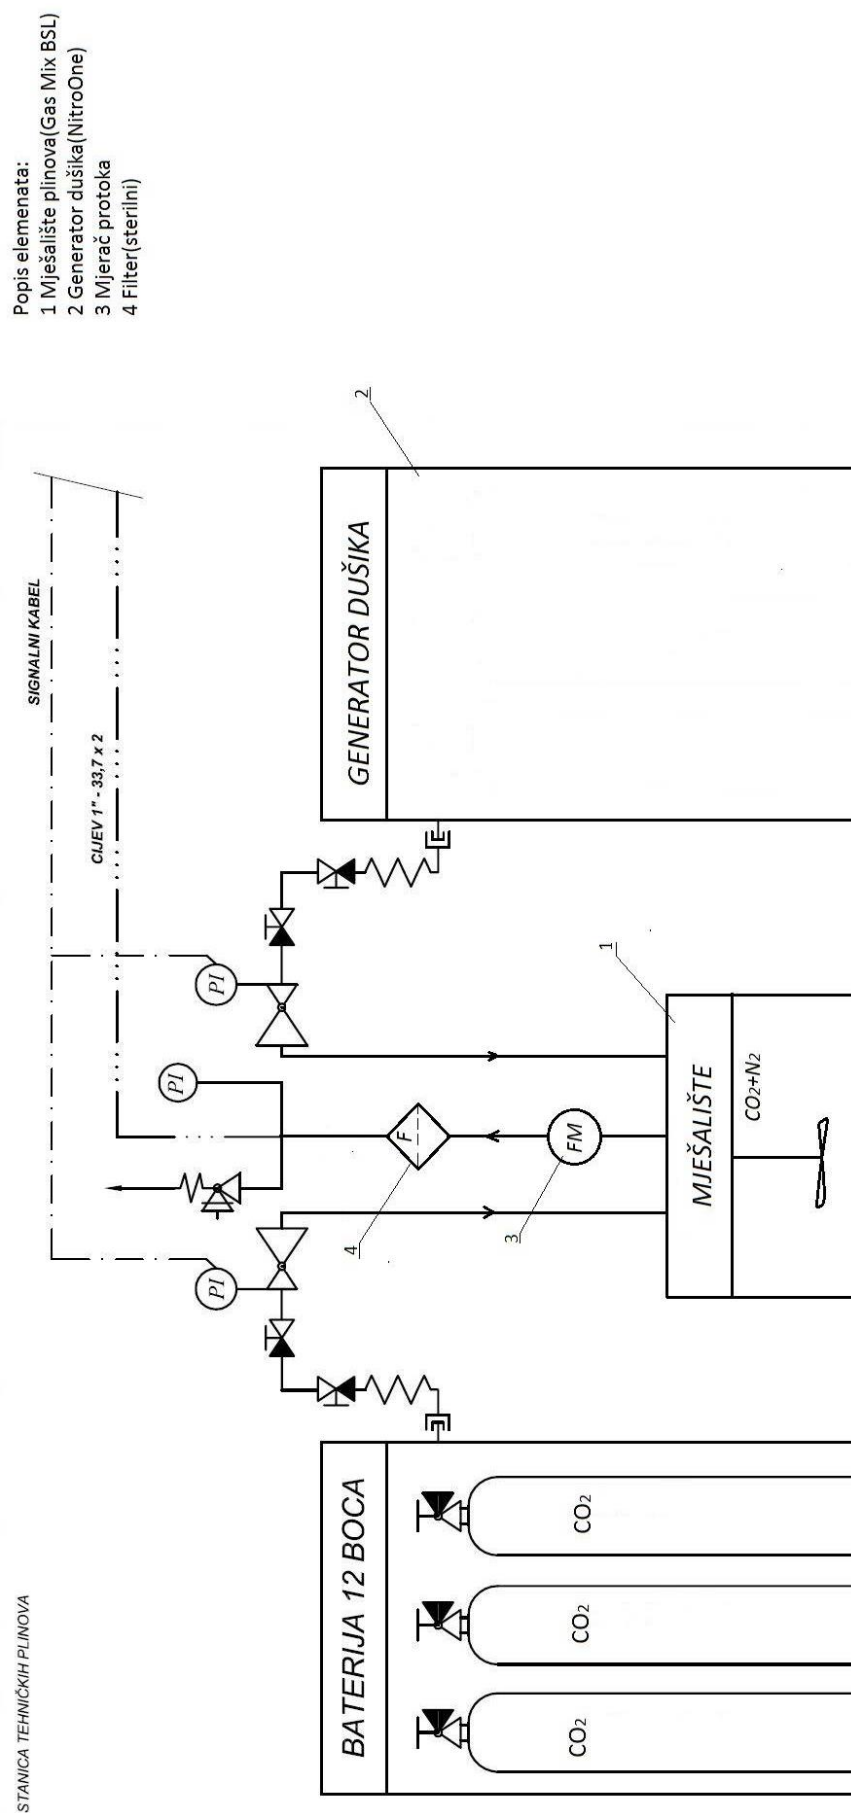 STANICA TEHNIČKIH PLINOVA
Popis elemenata:
1 Mješalište plinova(Gas Mix BSL)
2 Generator dušika(NitroOne)
3 Mjerač protoka
4 Filter(sterilni)
SIGNALNI KABEL
CIJEV 1" - 33,7 x 2
PI
PI
PI
BATERIJA 12 BOCA
CO2
CO2
CO2
4
F
3
FM
1
MJEŠALIŠTE
CO2+N2
2
GENERATOR DUŠIKA